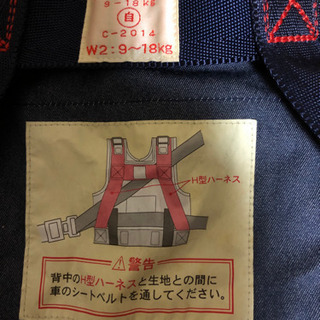 9-18kg
自
C-2014
W2:9~18kg
H型ハーネス
⚠警告
背中のH型ハーネスと生地との間に
車のシートベルトを通してください。